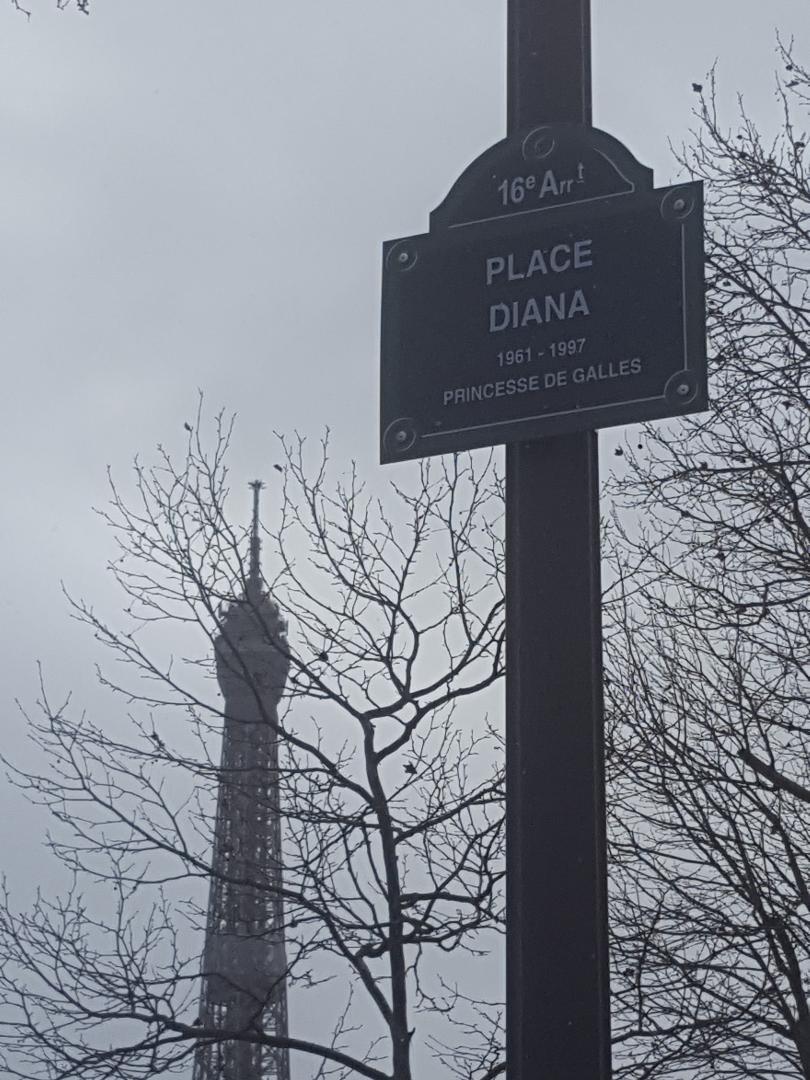 16e Arrt
PLACE
DIANA
1961 - 1997
PRINCESSE DE GALLES